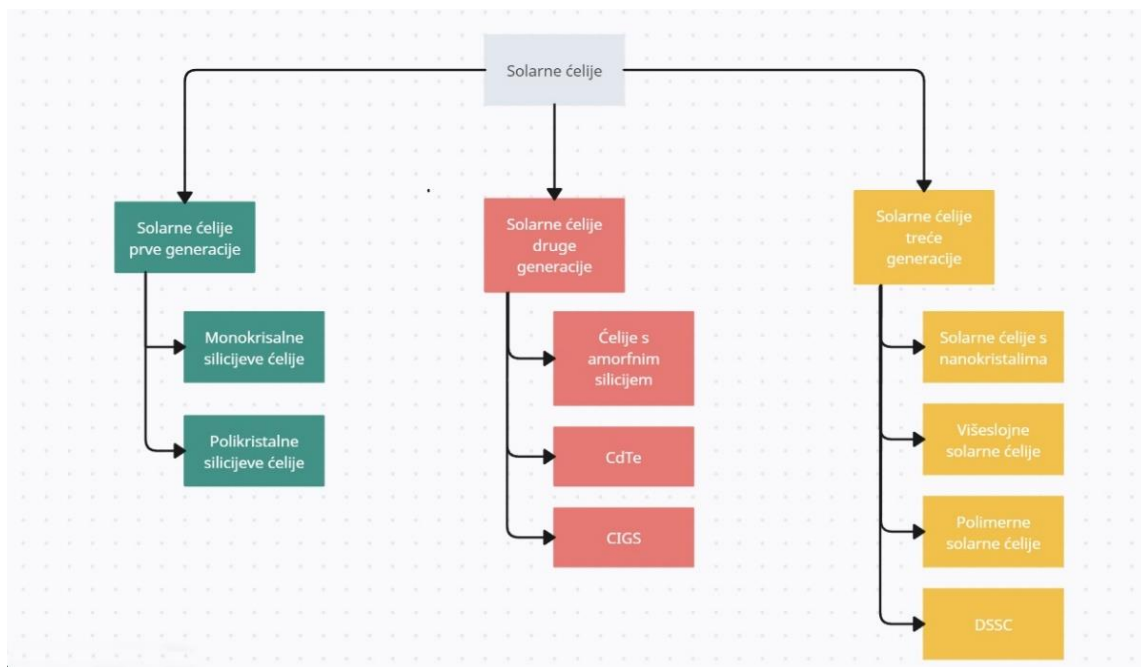 Solarne ćelije
Solarne ćelije
prve generacije
Monokrisalne
silicijeve ćelije
Polikristalne
silicijeve ćelije
Solarne ćelije
druge
generacije
Ćelije s
amorfnim
silicijem
CdTe
CIGS
Solarne ćelije
treće
generacije
Solarne ćelije s
nanokristalima
Višeslojne
solarne ćelije
Polimerne
solarne ćelije
DSSC